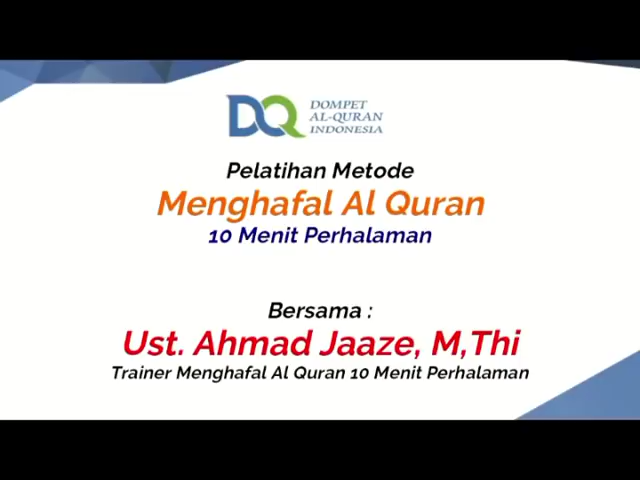 DQ DOMPET
AL-QURAN
INDONESIA
Pelatihan Metode
Menghafal Al Quran
10 Menit Perhalaman
Bersama :
Ust. Ahmad Jaaze, M,Thi
Trainer Menghafal Al Quran 10 Menit Perhalaman